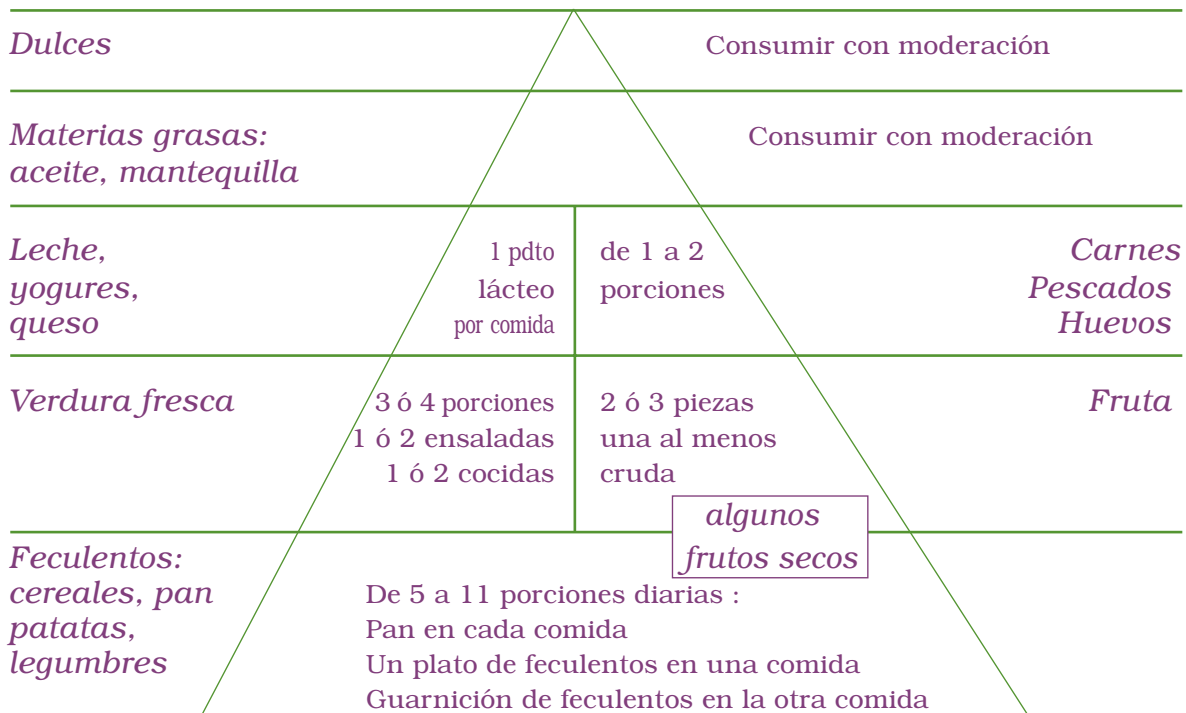 Dulces
Consumir con moderación
Materias grasas:
aceite, mantequilla
Consumir con moderación
Leche,
yogures,
queso
1 pdto
lácteo
por comida
de 1 a 2
porciones
Carnes
Pescados
Huevos
Verdura fresca
3 ó 4 porciones
1 ó 2 ensaladas
1 ó 2 cocidas
2 ó 3 piezas
una al menos
cruda
Fruta
algunos
frutos secos
Feculentos:
cereales, pan
patatas,
legumbres
De 5 a 11 porciones diarias :
Pan en cada comida
Un plato de feculentos en una comida
Guarnición de feculentos en la otra comida